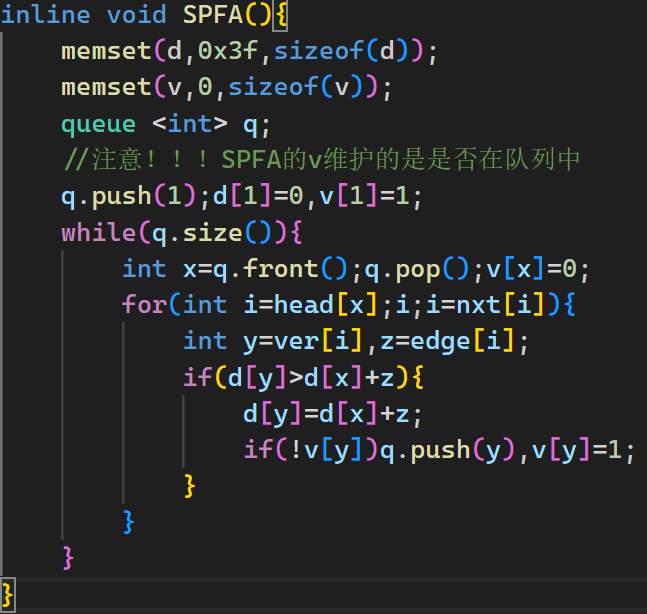 inline void SPFA(){
    memset(d,0x3f,sizeof(d));
    memset(v,0,sizeof(v));
    queue <int> q;
    //注意！！！SPFA的v维护的是是否在队列中
    q.push(1);d[1]=0,v[1]=1;
    while(q.size()){
        int x=q.front();q.pop();v[x]=0;
        for(int i=head[x];i;i=nxt[i]){
            int y=ver[i],z=edge[i];
            if(d[y]>d[x]+z){
                d[y]=d[x]+z;
                if(!v[y])q.push(y),v[y]=1;
            }
        }
    }
}